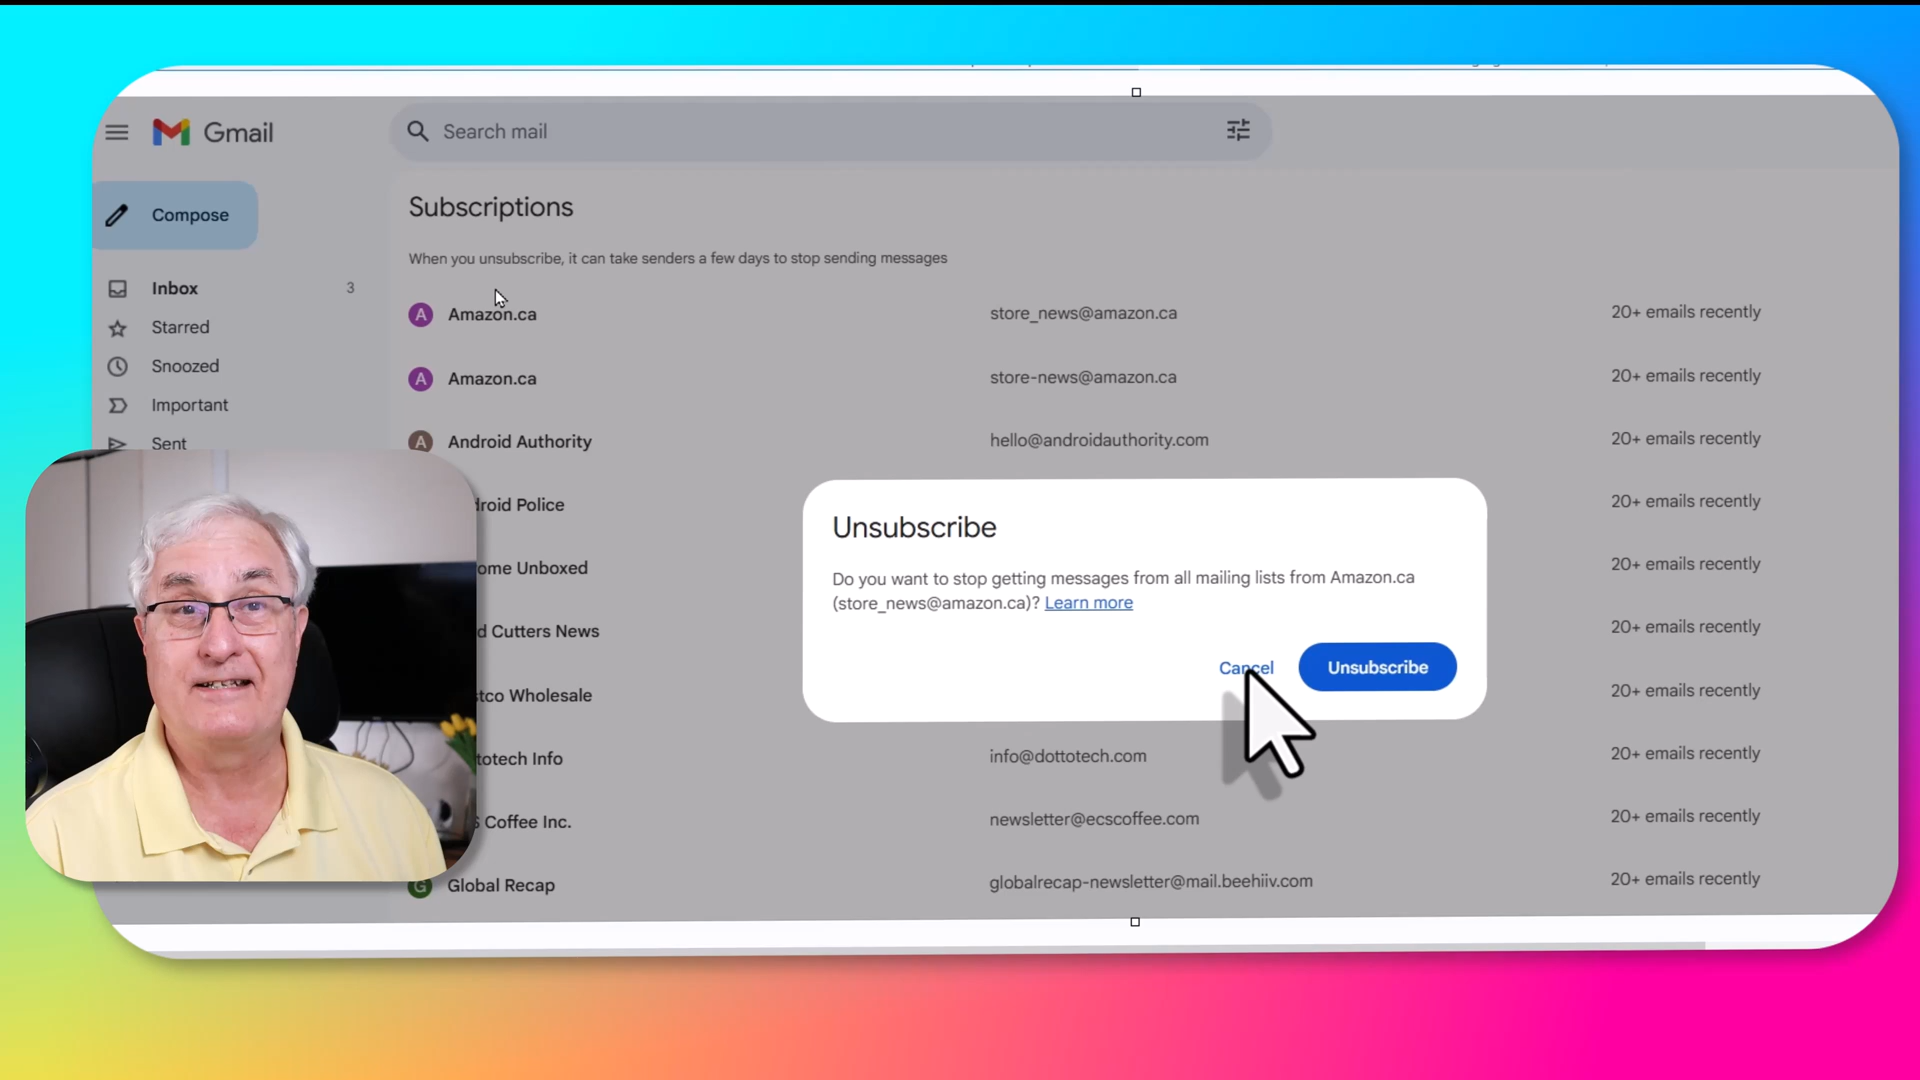 Gmail
Search mail
Compose
Subscriptions
When you unsubscribe, it can take senders a few days to stop sending messages
Inbox 3
Starred
Snoozed
Important
Sent
A Amazon.ca store_news@amazon.ca 20+ emails recently
A Amazon.ca store-news@amazon.ca 20+ emails recently
A Android Authority hello@androidauthority.com 20+ emails recently
Police 20+ emails recently
Unboxed 20+ emails recently
Cutters News 20+ emails recently
Wholesale 20+ emails recently
Info info@dottotech.com 20+ emails recently
Coffee Inc. newsletter@ecscoffee.com 20+ emails recently
G Global Recap globalrecap-newsletter@mail.beehiiv.com 20+ emails recently
Unsubscribe
Do you want to stop getting messages from all mailing lists from Amazon.ca
(store_news@amazon.ca)? Learn more
Cancel Unsubscribe